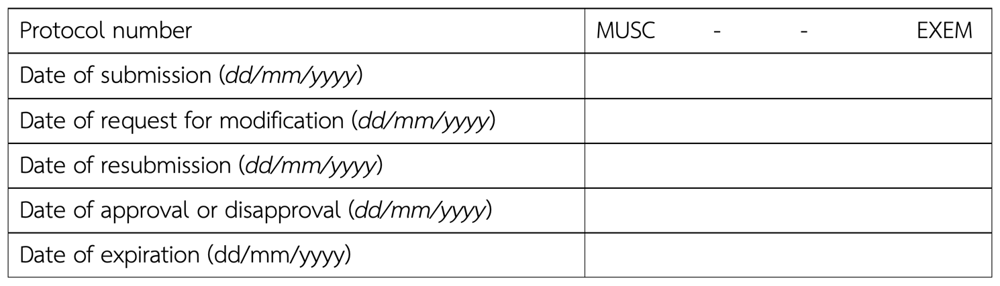 Protocol number MUSC - - EXEM
Date of submission (dd/mm/yyyy)
Date of request for modification (dd/mm/yyyy)
Date of resubmission (dd/mm/yyyy)
Date of approval or disapproval (dd/mm/yyyy)
Date of expiration (dd/mm/yyyy)